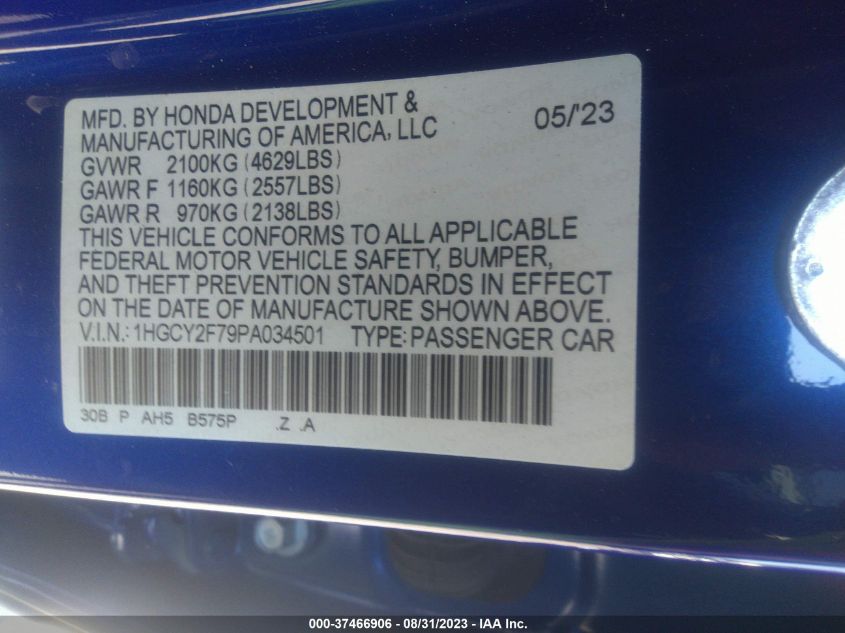 MFD. BY HONDA DEVELOPMENT & 05/'23
MANUFACTURING OF AMERICA, LLC
GVWR 2100KG (4629LBS)
GAWR F 1160KG (2557LBS)
GAWR R 970KG (2138LBS)
THIS VEHICLE CONFORMS TO ALL APPLICABLE
FEDERAL MOTOR VEHICLE SAFETY, BUMPER,
AND THEFT PREVENTION STANDARDS IN EFFECT
ON THE DATE OF MANUFACTURE SHOWN ABOVE.
V.I.N.: 1HGCY2F79PA034501 TYPE: PASSENGER CAR
30B P AH5 B575P .Z .A
000-37466906 - 08/31/2023 - IAA Inc.